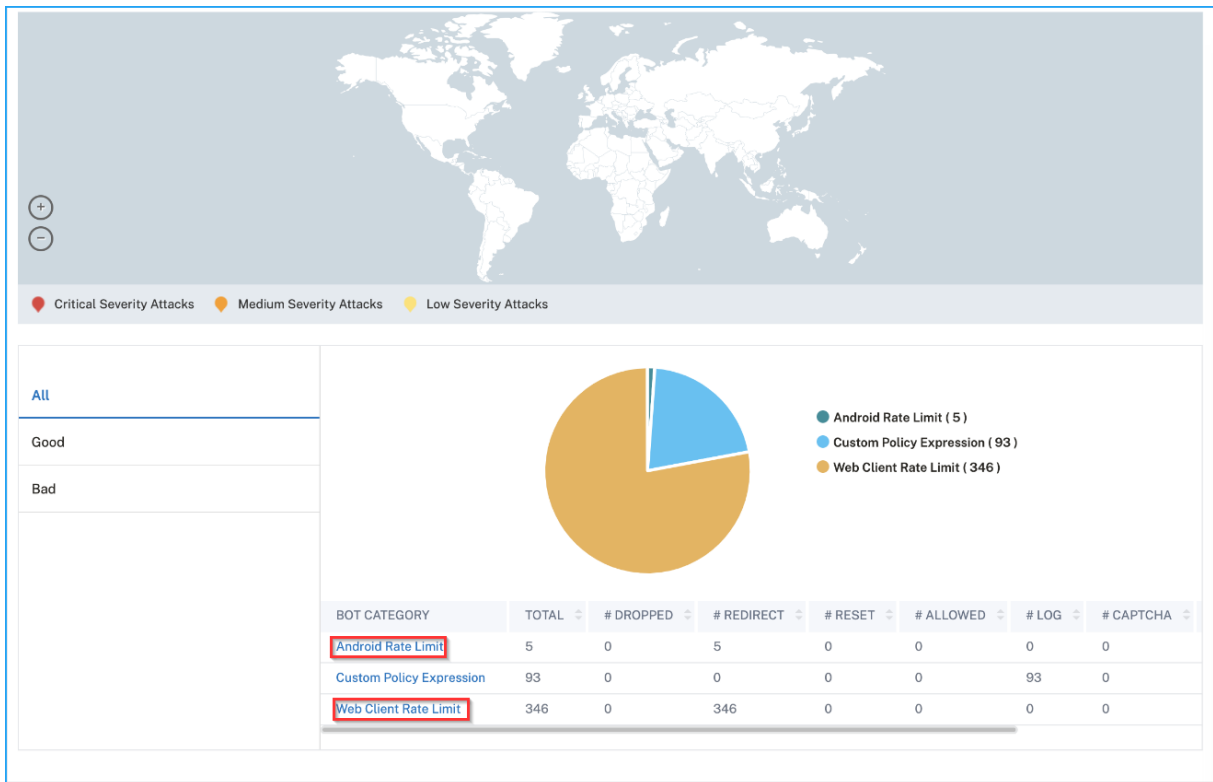 +
−
Critical Severity Attacks Medium Severity Attacks Low Severity Attacks
All
Good
Bad
Android Rate Limit ( 5 )
Custom Policy Expression ( 93 )
Web Client Rate Limit ( 346 )
BOT CATEGORY TOTAL # DROPPED # REDIRECT # RESET # ALLOWED # LOG # CAPTCHA
Android Rate Limit 5 0 5 0 0 0 0
Custom Policy Expression 93 0 0 0 0 93 0
Web Client Rate Limit 346 0 346 0 0 0 0